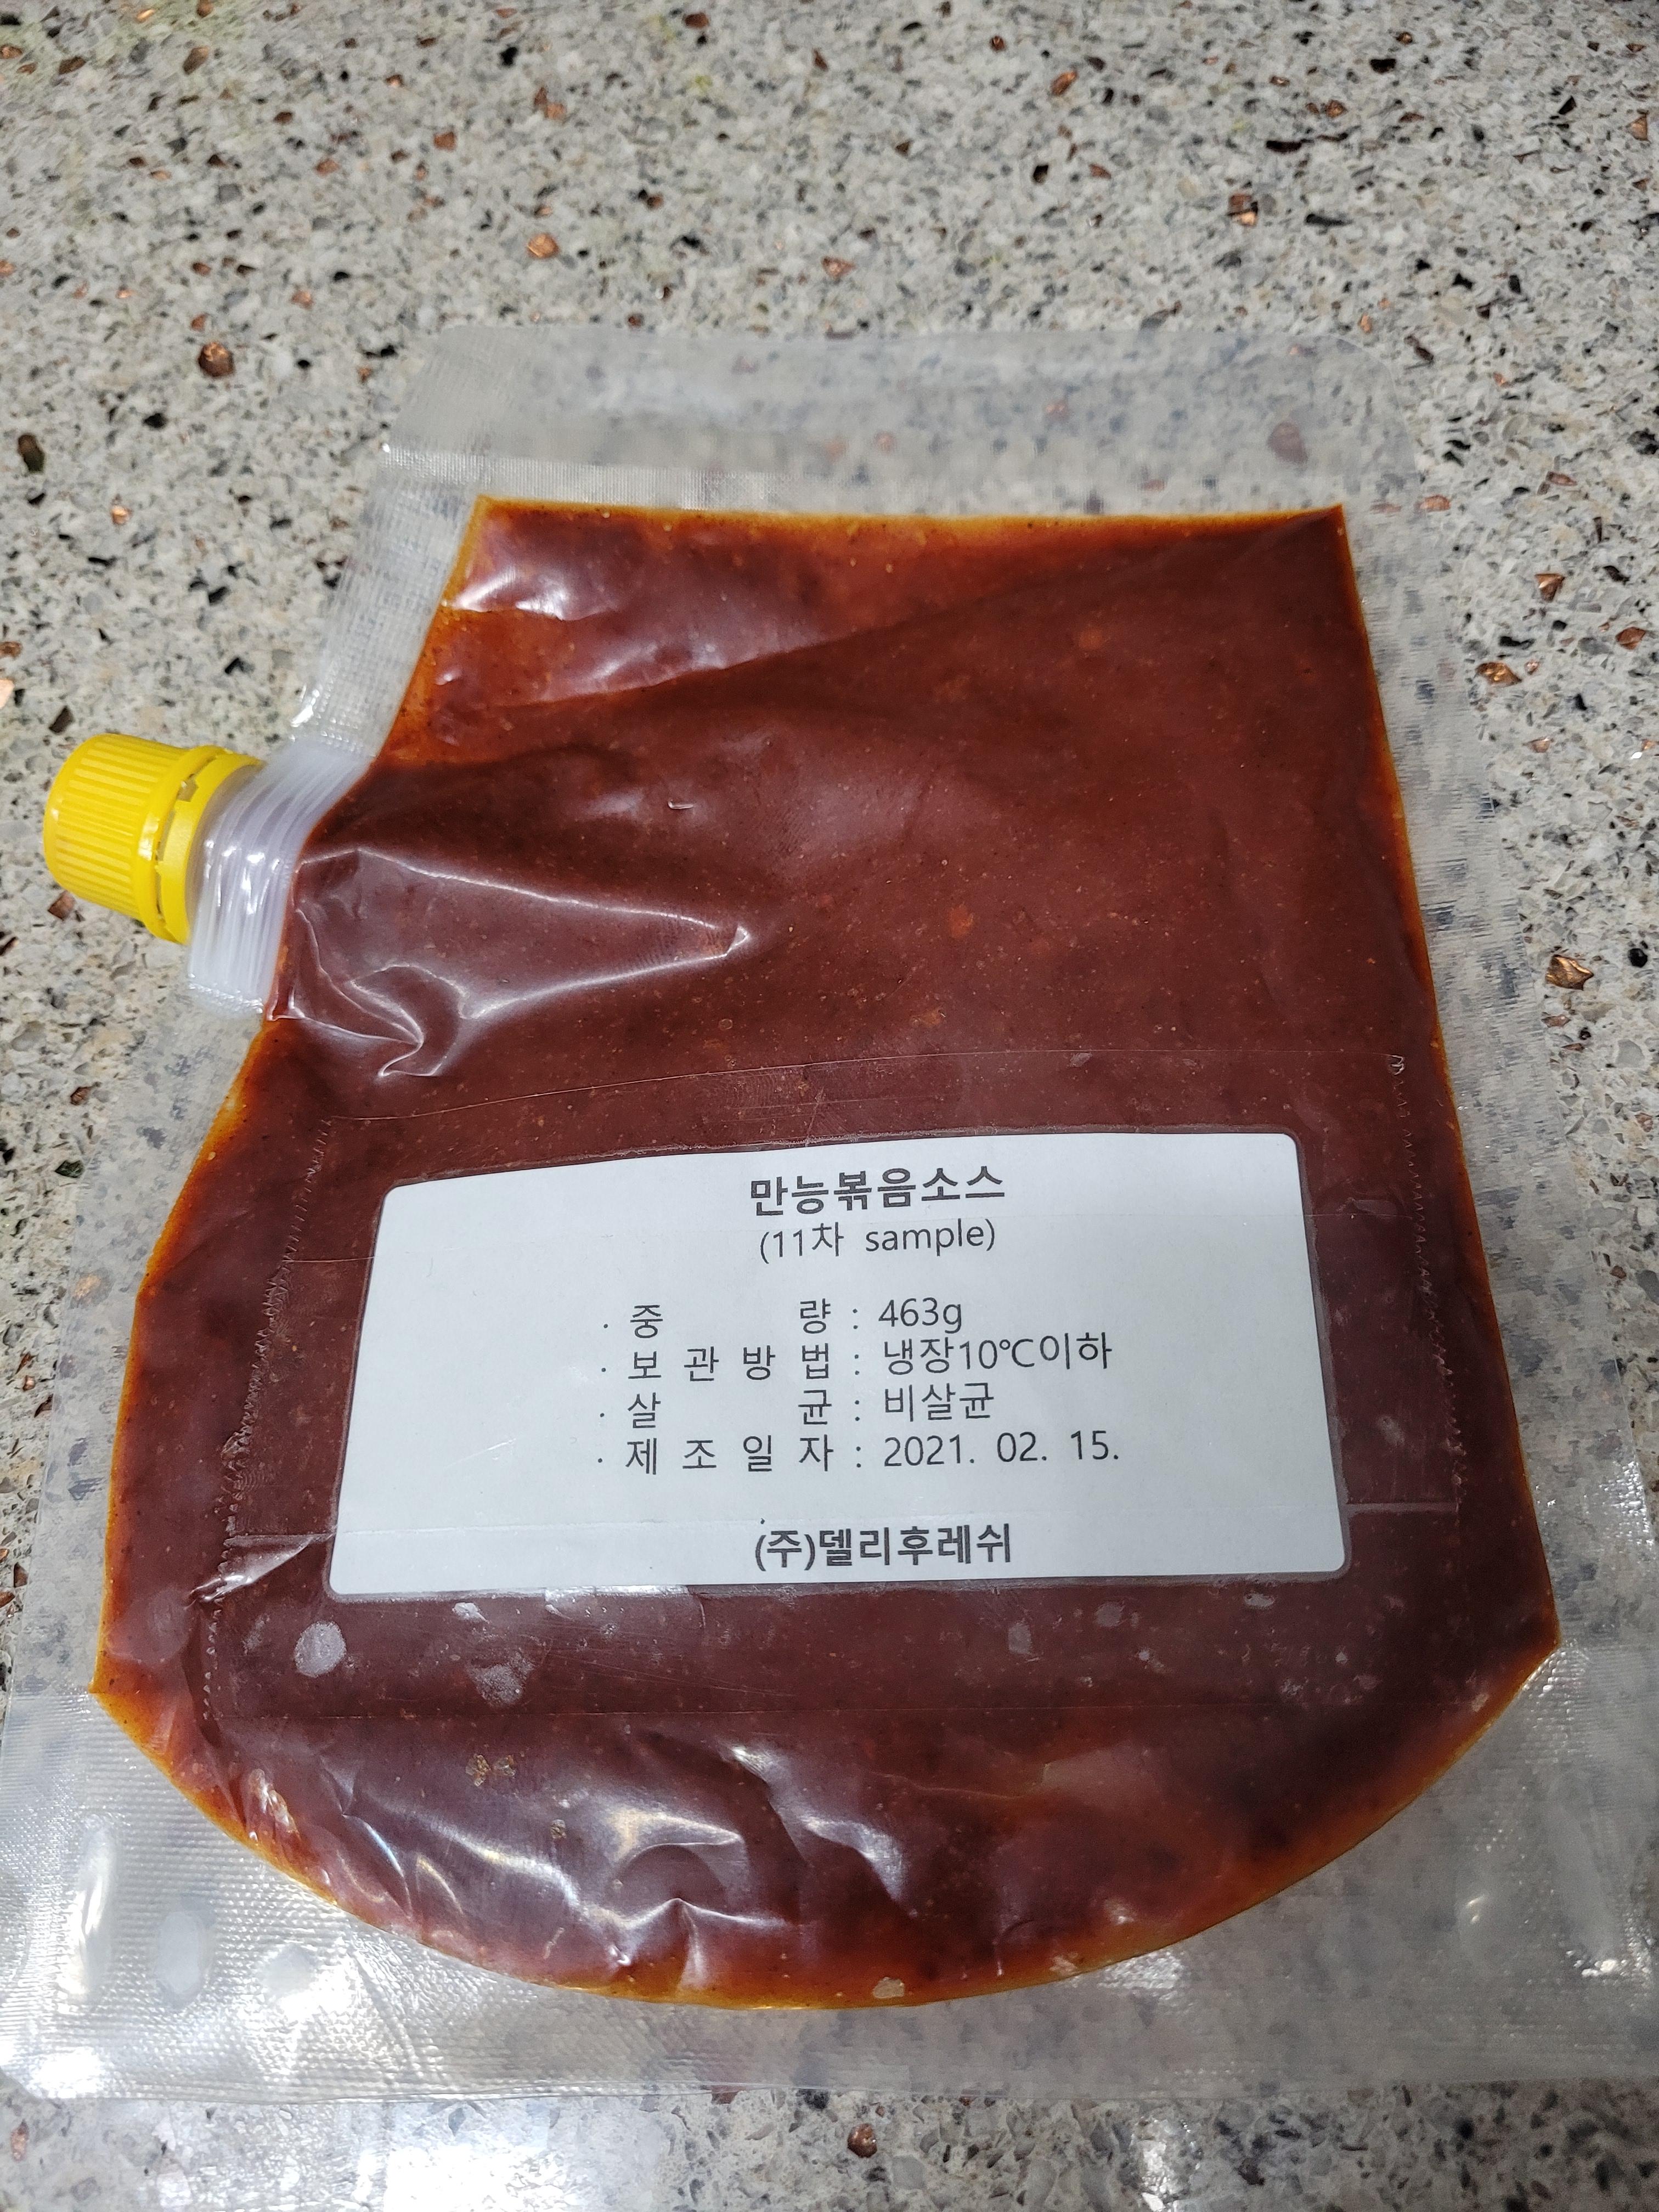 만능볶음소스
(11차 sample)
· 중 량 : 463g
· 보 관 방 법 : 냉장10℃이하
· 살 균 : 비살균
· 제 조 일 자 : 2021. 02. 15.
(주)델리후레쉬